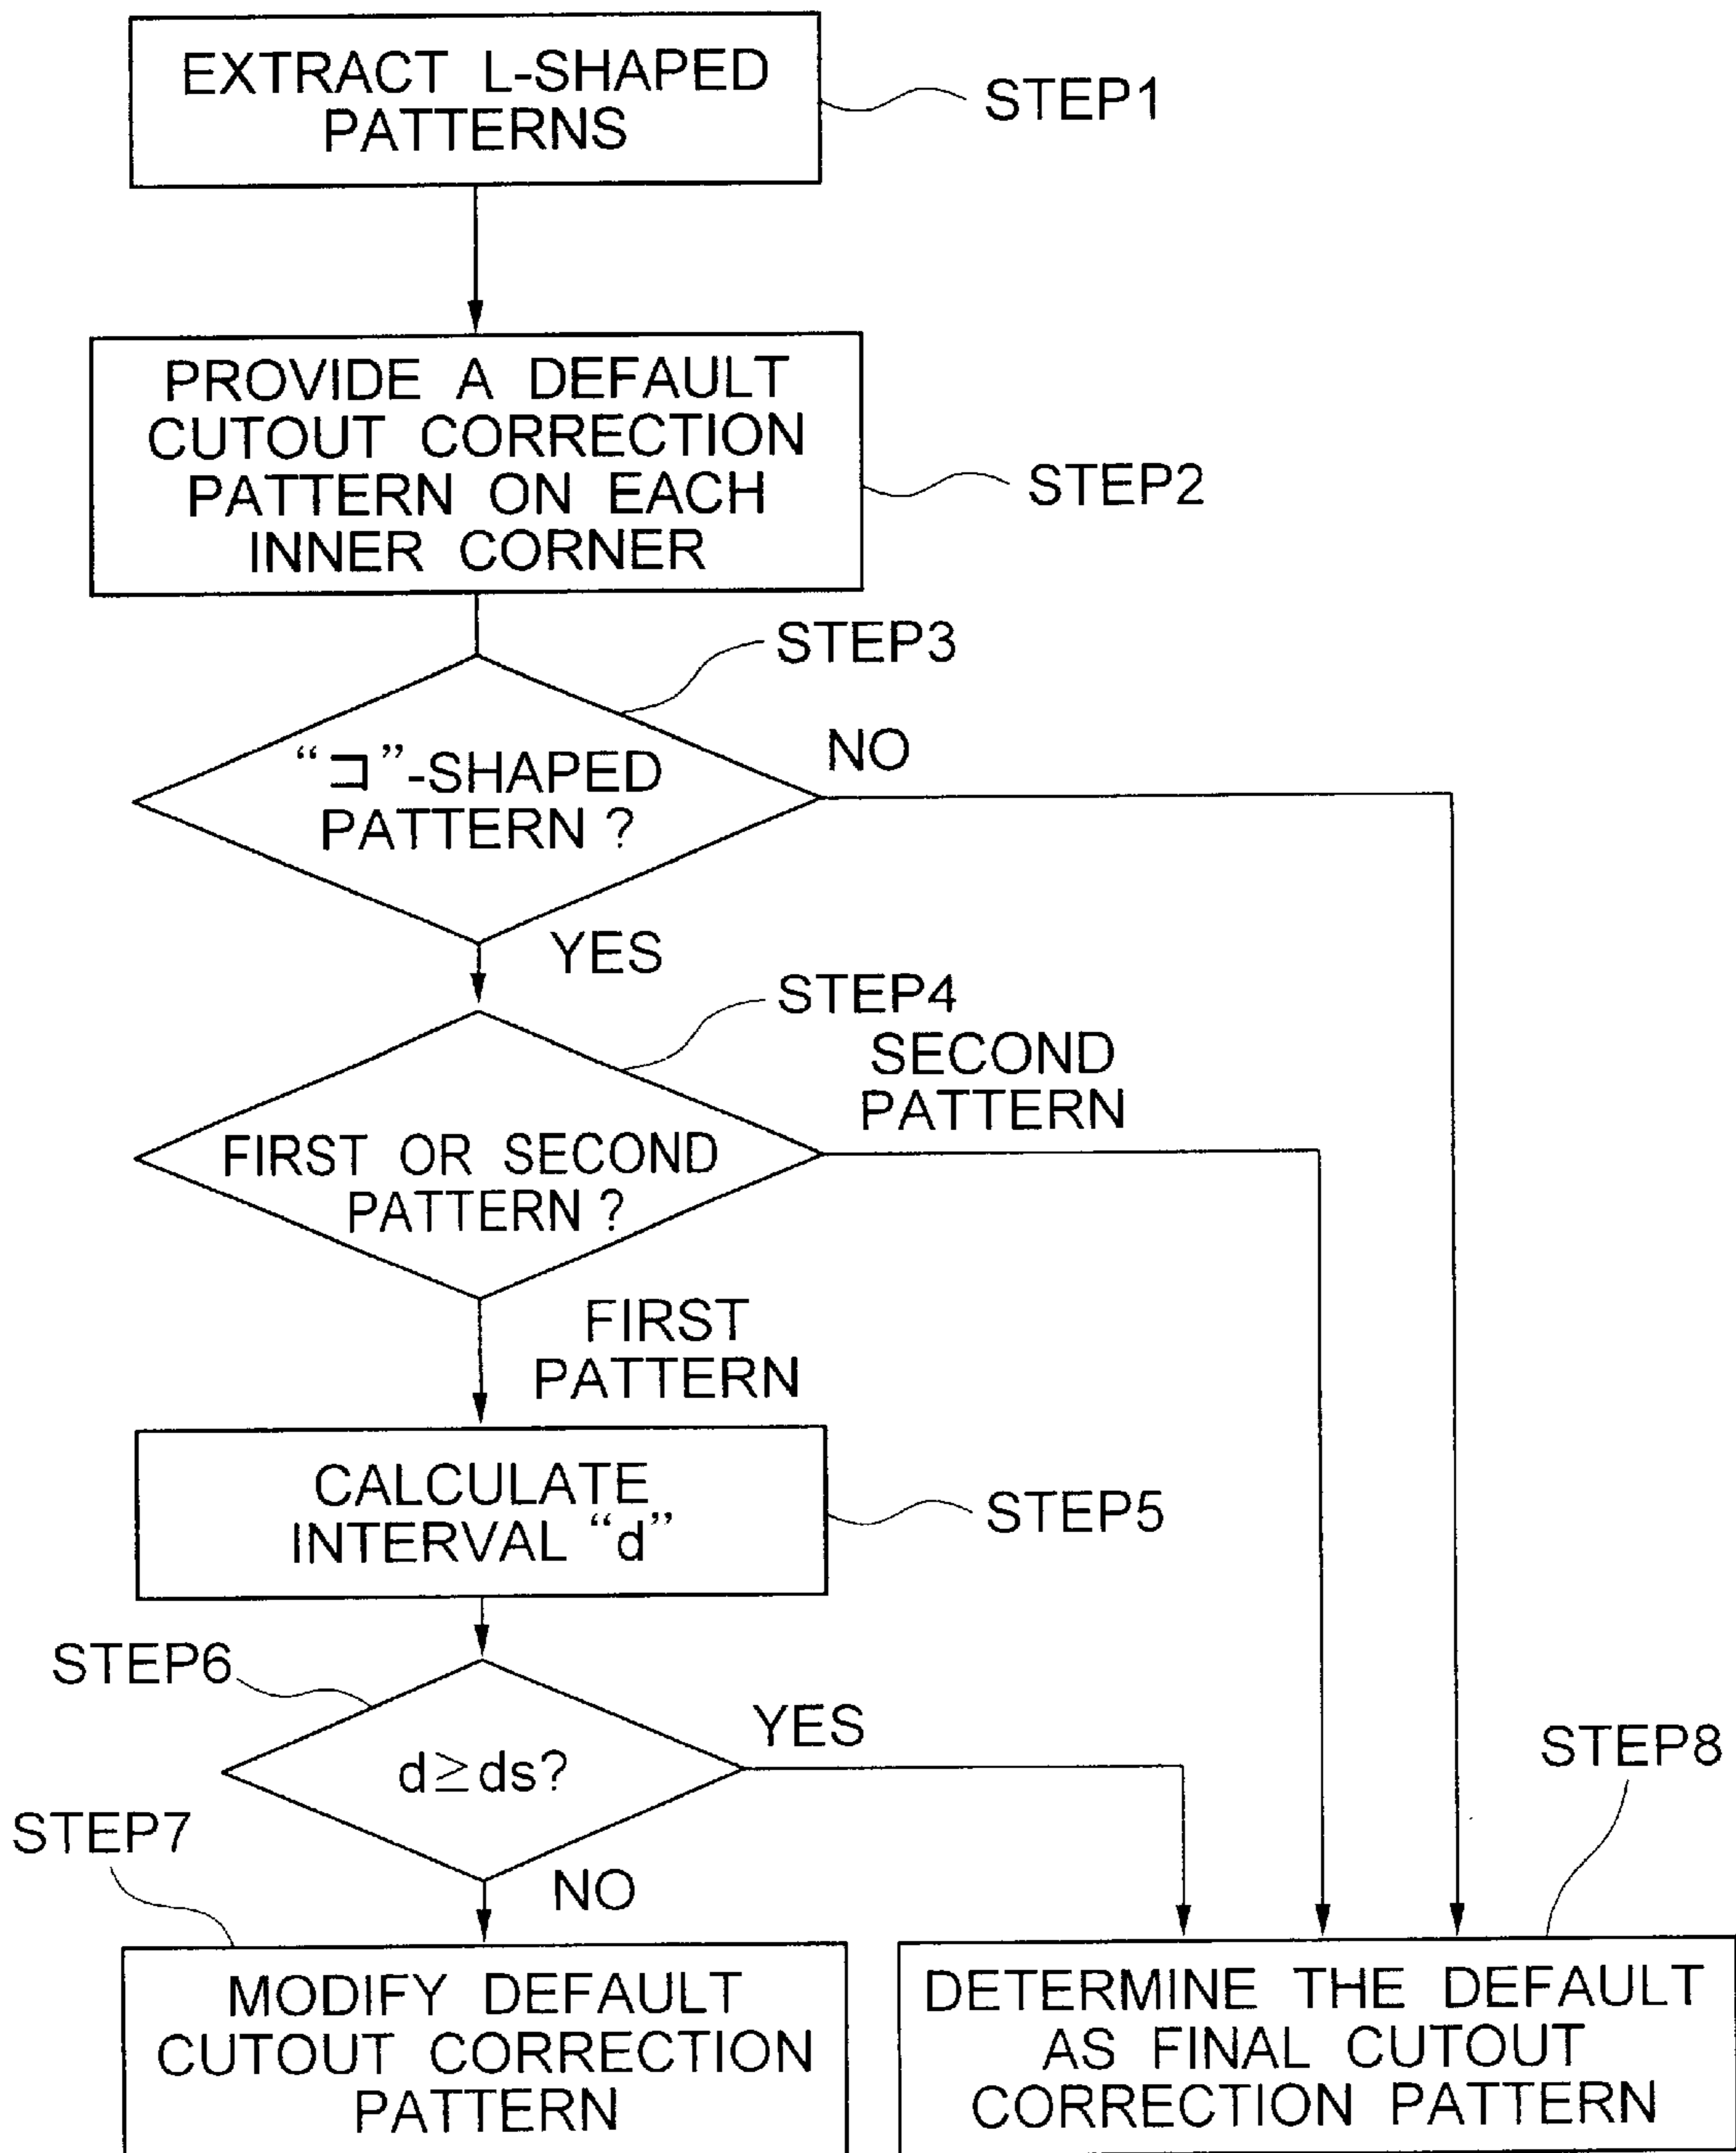 EXTRACT L-SHAPED
PATTERNS
STEP1
PROVIDE A DEFAULT
CUTOUT CORRECTION
PATTERN ON EACH
INNER CORNER
STEP2
STEP3
“コ”-SHAPED
PATTERN?
NO
YES
STEP4
SECOND
PATTERN
FIRST OR SECOND
PATTERN?
FIRST
PATTERN
CALCULATE
INTERVAL “d”
STEP5
STEP6
d≥ds?
YES
STEP8
STEP7
NO
MODIFY DEFAULT
CUTOUT CORRECTION
PATTERN
DETERMINE THE DEFAULT
AS FINAL CUTOUT
CORRECTION PATTERN